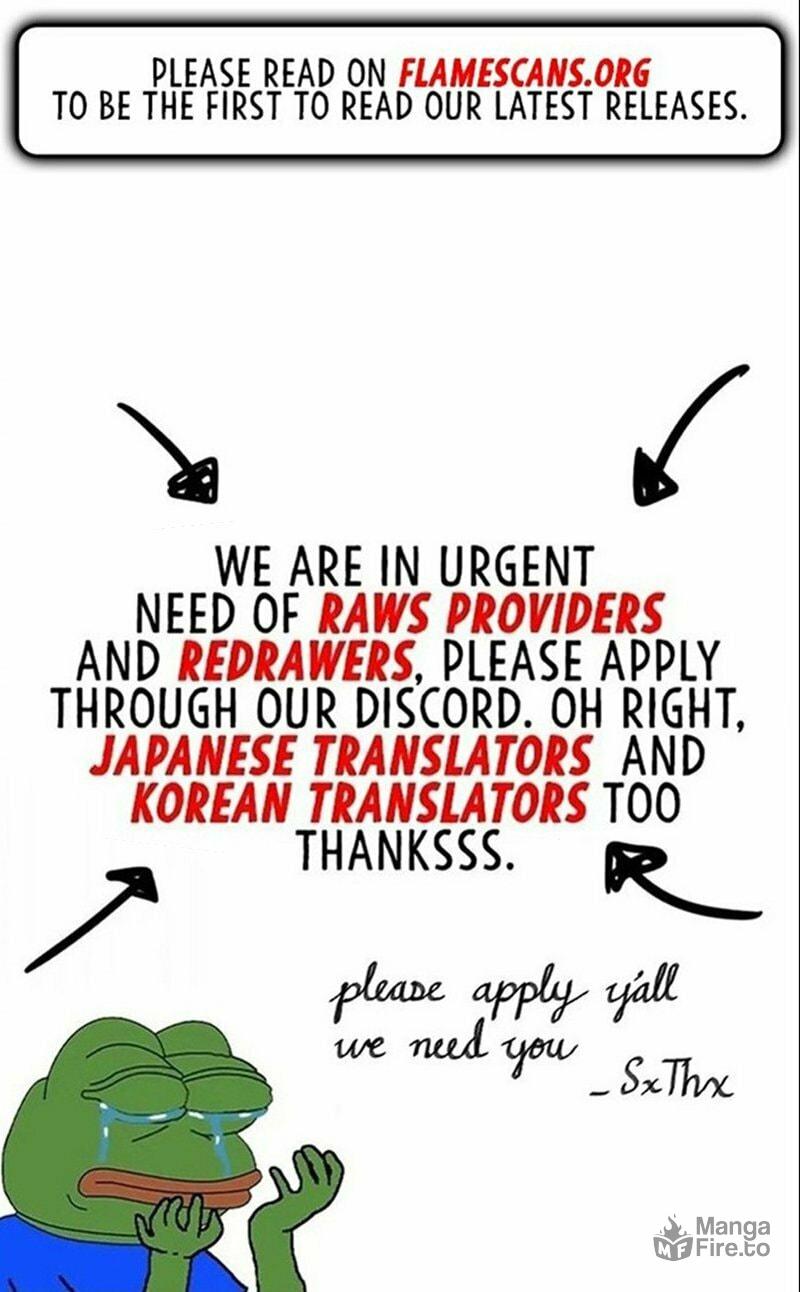 PLEASE READ ON FLAMESCANS.ORG
TO BE THE FIRST TO READ OUR LATEST RELEASES.
WE ARE IN URGENT
NEED OF RAWS PROVIDERS
AND REDRAWERS, PLEASE APPLY
THROUGH OUR DISCORD. OH RIGHT,
JAPANESE TRANSLATORS AND
KOREAN TRANSLATORS TOO
THANKSSS.
please apply y'all
we need you
- SxThx
MF Manga
Fire.to